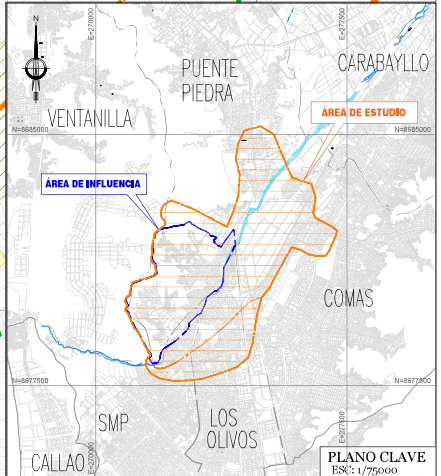 E=270000
E=277500
N
PUENTE
PIEDRA
CARABAYLLO
VENTANILLA
ÁREA DE ESTUDIO
N=8685000
N=8685000
ÁREA DE INFLUENCIA
COMAS
N=8677500
N=8677500
SMP
LOS
OLIVOS
CALLAO
E=270000
E=277500
PLANO CLAVE
ESC: 1/75000